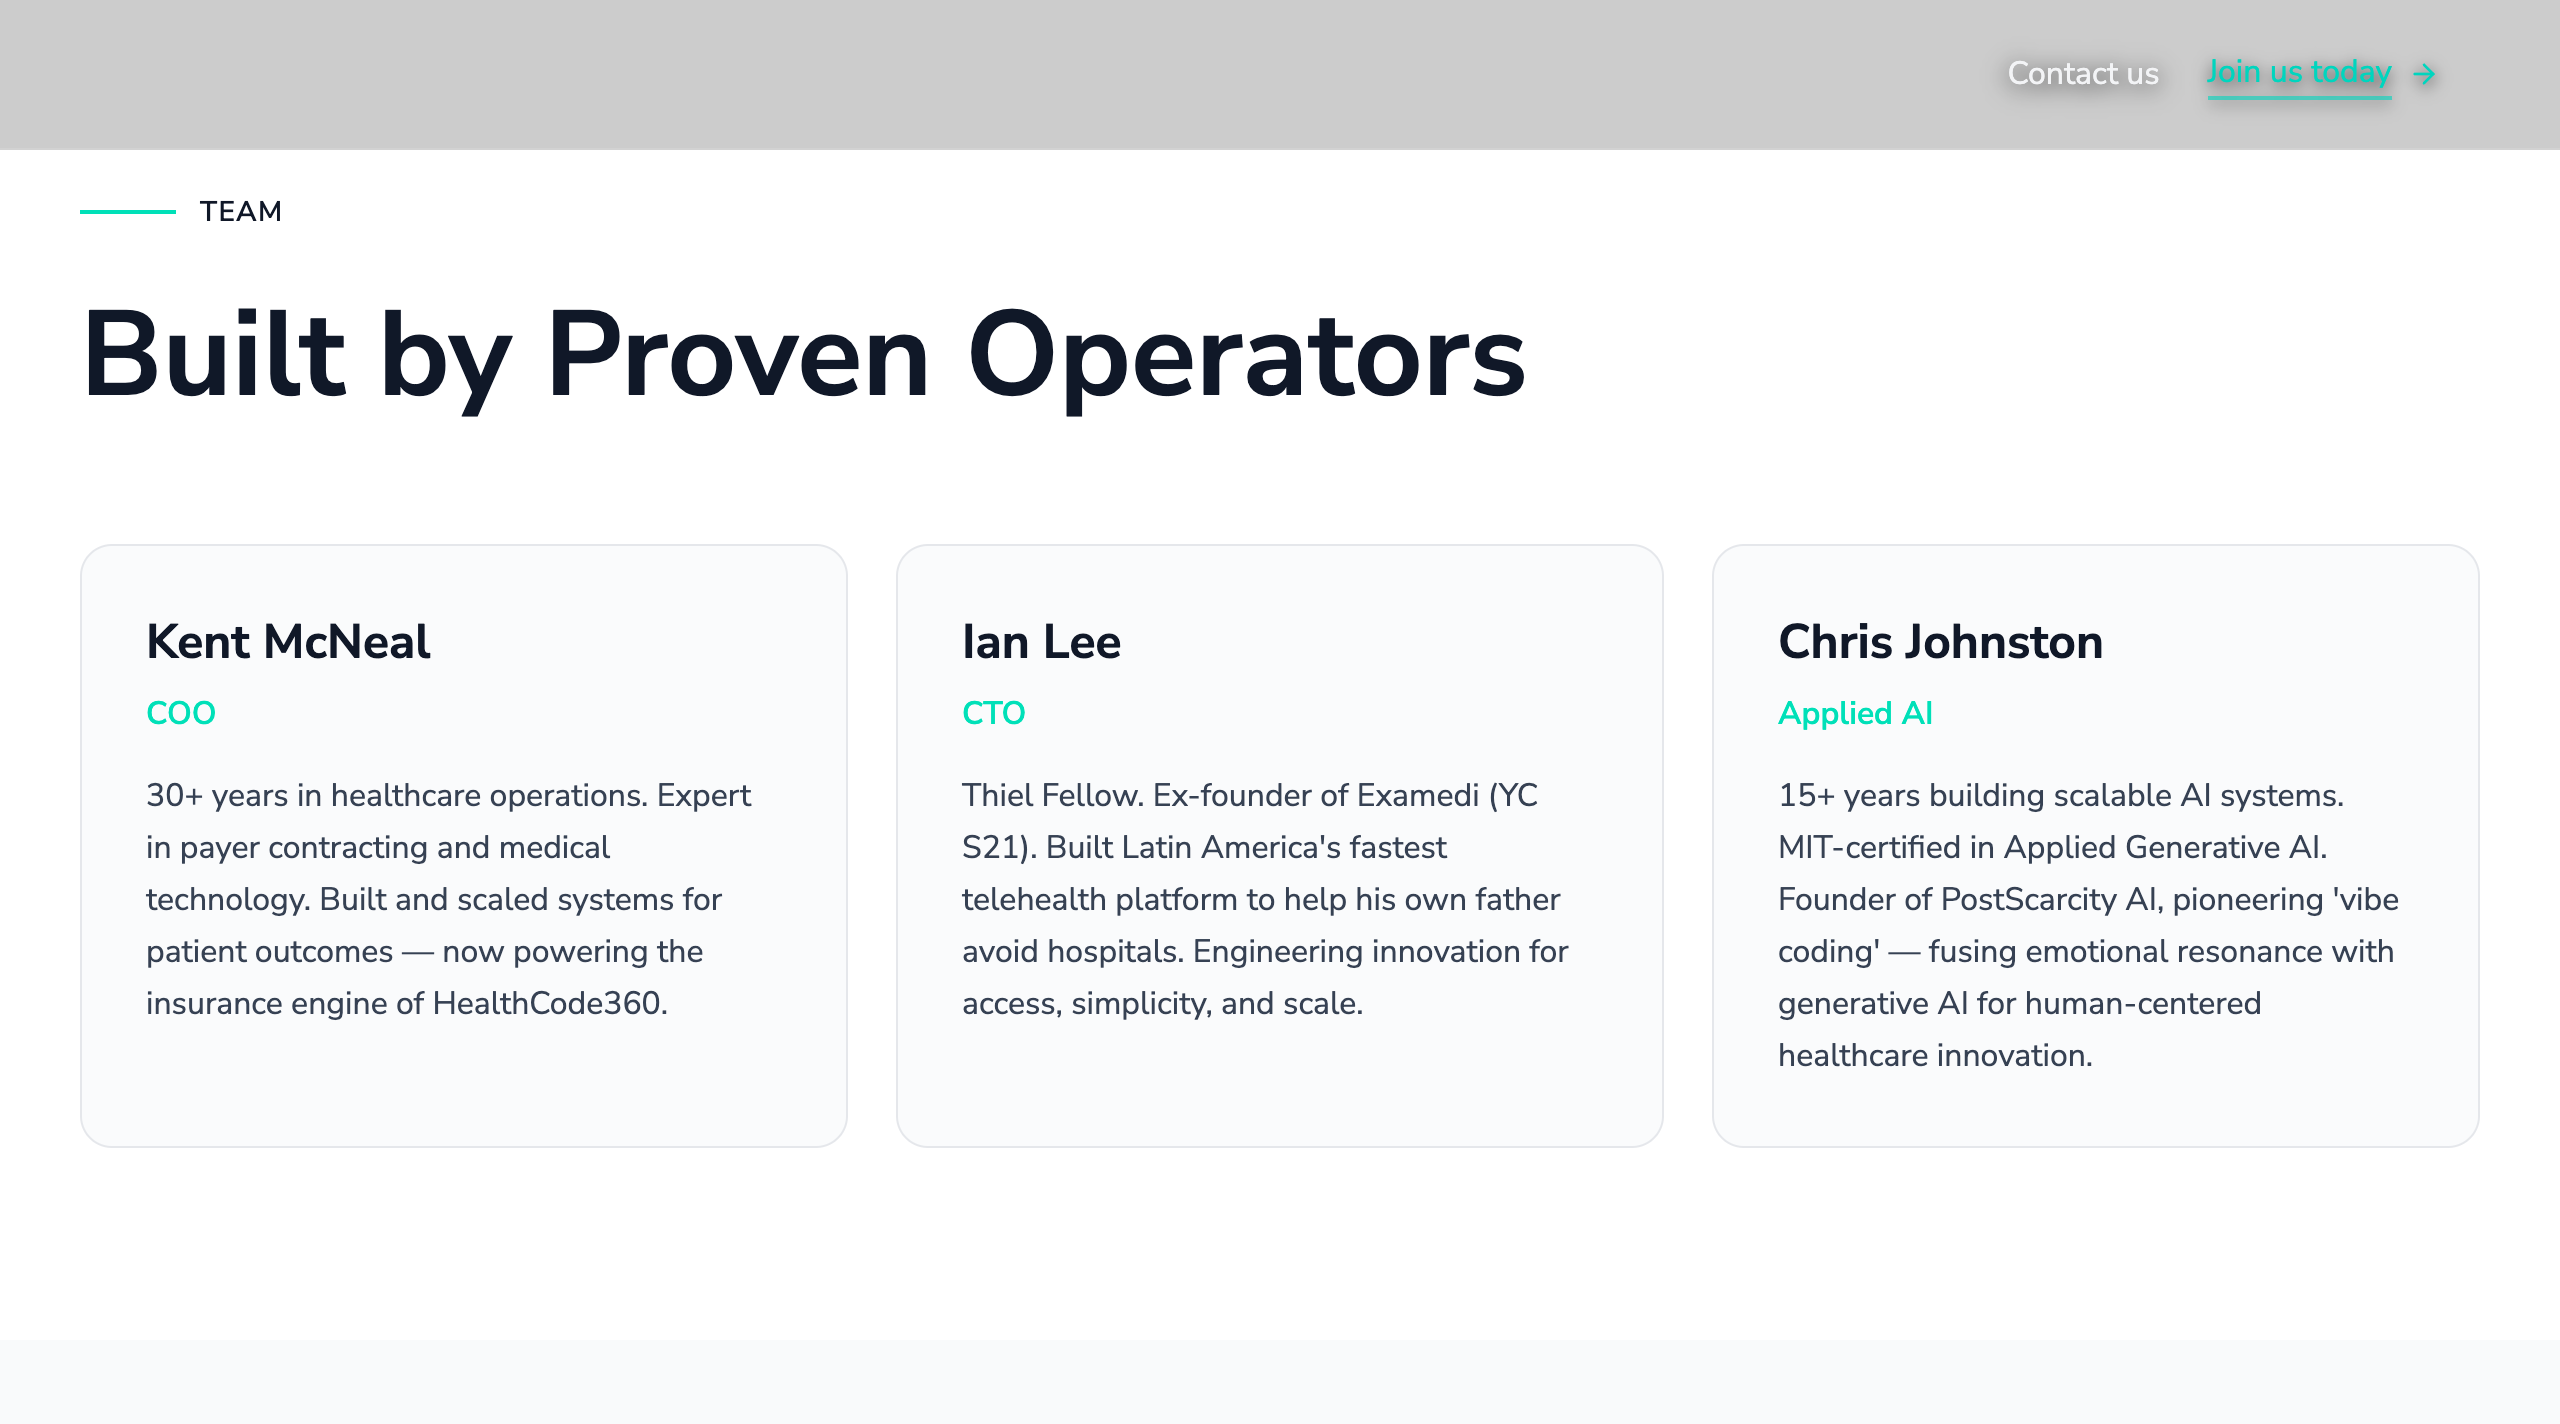 Contact us
Join us today →
TEAM
Built by Proven Operators
Kent McNeal
COO
30+ years in healthcare operations. Expert
in payer contracting and medical
technology. Built and scaled systems for
patient outcomes — now powering the
insurance engine of HealthCode360.
Ian Lee
CTO
Thiel Fellow. Ex-founder of Examedi (YC
S21). Built Latin America's fastest
telehealth platform to help his own father
avoid hospitals. Engineering innovation for
access, simplicity, and scale.
Chris Johnston
Applied AI
15+ years building scalable AI systems.
MIT-certified in Applied Generative AI.
Founder of PostScarcity AI, pioneering 'vibe
coding' — fusing emotional resonance with
generative AI for human-centered
healthcare innovation.